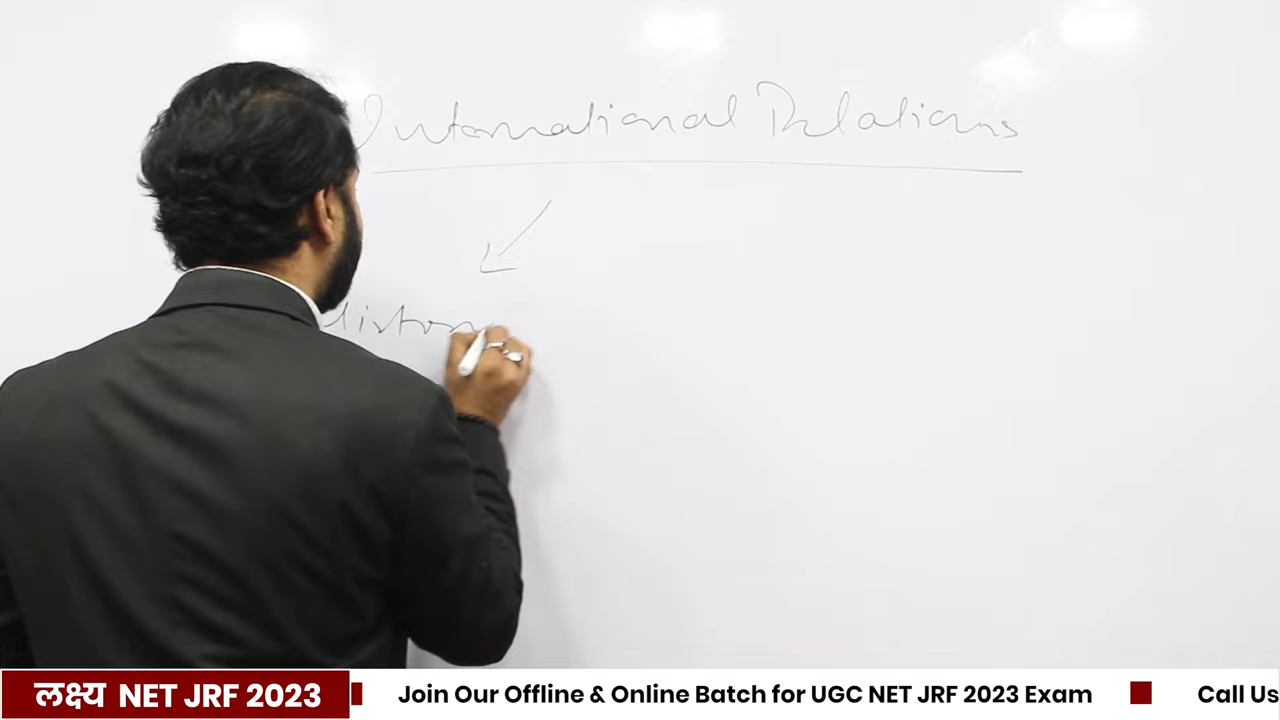 International Relations
लक्ष्य NET JRF 2023
Join Our Offline & Online Batch for UGC NET JRF 2023 Exam
Call Us